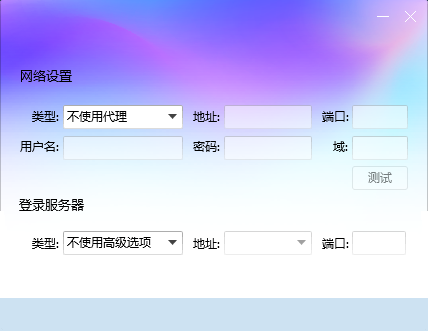 网络设置
类型: 不使用代理 地址: 端口:
用户名: 密码: 域:
测试
登录服务器
类型: 不使用高级选项 地址: 端口: